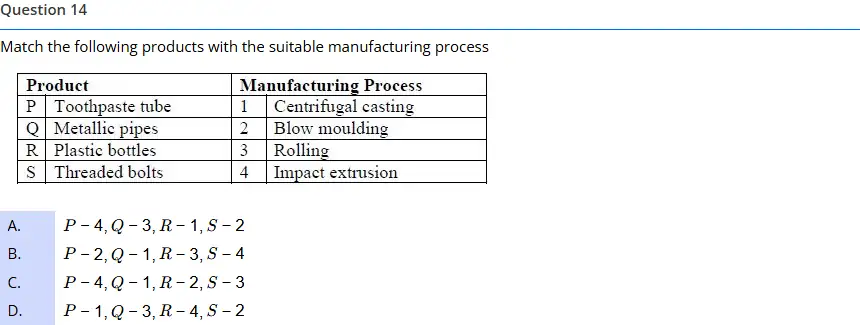 Question 14
Match the following products with the suitable manufacturing process
Product Manufacturing Process
P Toothpaste tube 1 Centrifugal casting
Q Metallic pipes 2 Blow moulding
R Plastic bottles 3 Rolling
S Threaded bolts 4 Impact extrusion
A. P − 4, Q − 3, R − 1, S − 2
B. P − 2, Q − 1, R − 3, S − 4
C. P − 4, Q − 1, R − 2, S − 3
D. P − 1, Q − 3, R − 4, S − 2